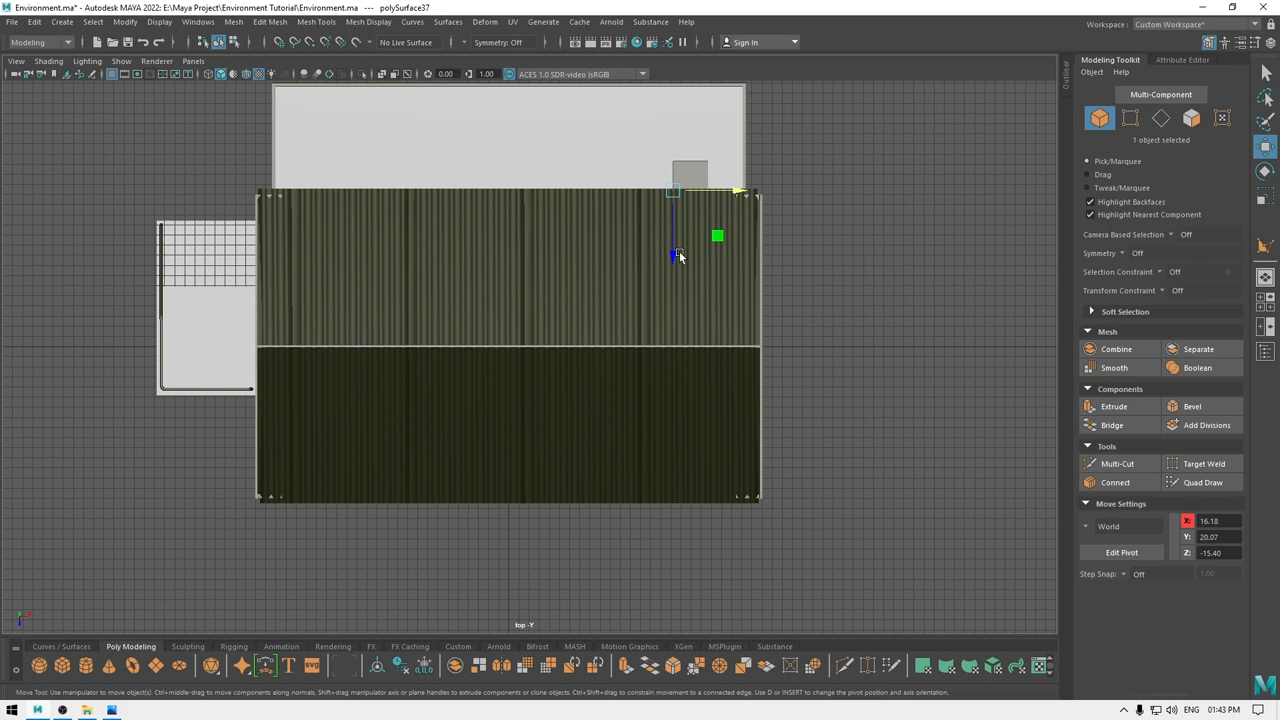 Environment.ma* - Autodesk MAYA 2022: E:\Maya Project\Environment Tutorial\Environment.ma --- polySurface37
File Edit Create Select Modify Display Windows Mesh Edit Mesh Mesh Tools Mesh Display Curves Surfaces Deform UV Generate Cache Arnold Substance Help
Workspace : Custom Workspace*
Modeling No Live Surface Symmetry: Off Sign In
View Shading Lighting Show Renderer Panels
0.00 1.00 ACES 1.0 SDR-video (sRGB)
Outliner
Modeling Toolkit Attribute Editor
Object Help
Multi-Component
1 object selected
Pick/Marquee
Drag
Tweak/Marquee
Highlight Backfaces
Highlight Nearest Component
Camera Based Selection Off
Symmetry Off
Selection Constraint Off 0
Transform Constraint Off
Soft Selection
Mesh
Combine Separate
Smooth Boolean
Components
Extrude Bevel
Bridge Add Divisions
Tools
Multi-Cut Target Weld
Connect Quad Draw
Move Settings
World X: 16.18
Y: 20.07
Edit Pivot Z: -15.40
Step Snap: Off 1.00
top -Y
Curves / Surfaces Poly Modeling Sculpting Rigging Animation Rendering FX FX Caching Custom Arnold Bifrost MASH Motion Graphics XGen MSPlugin Substance
Move Tool: Use manipulator to move object(s). Ctrl+middle-drag to move components along normals. Shift+drag manipulator axis or plane handles to extrude components or clone objects. Ctrl+Shift+drag to constrain movement to a connected edge. Use D or INSERT to change the pivot position and axis orientation.
ENG 01:43 PM